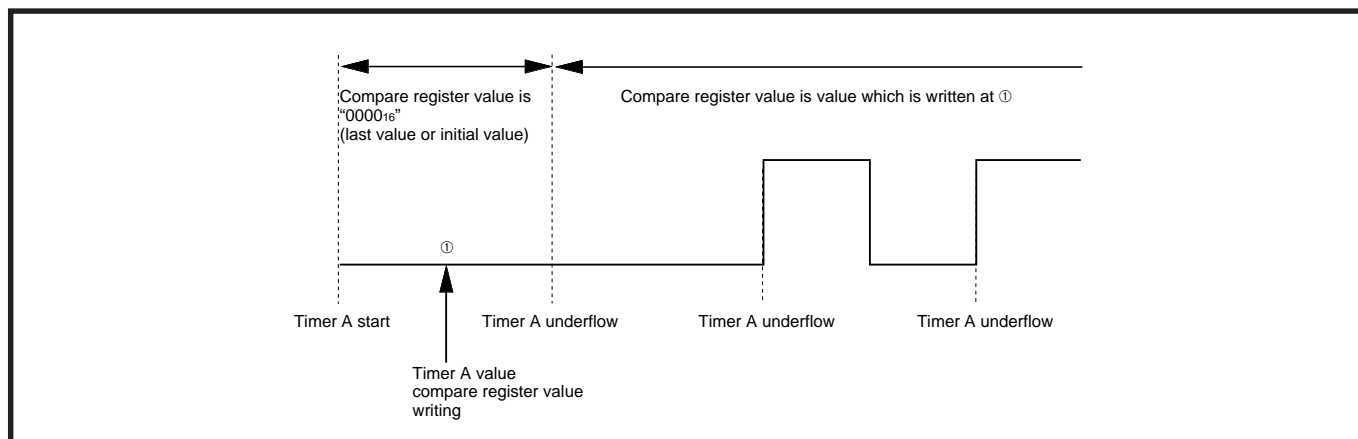 Compare register value is
“0000₁₆”
(last value or initial value)
Compare register value is value which is written at ①
①
Timer A start
Timer A underflow
Timer A underflow
Timer A underflow
Timer A value
compare register value
writing